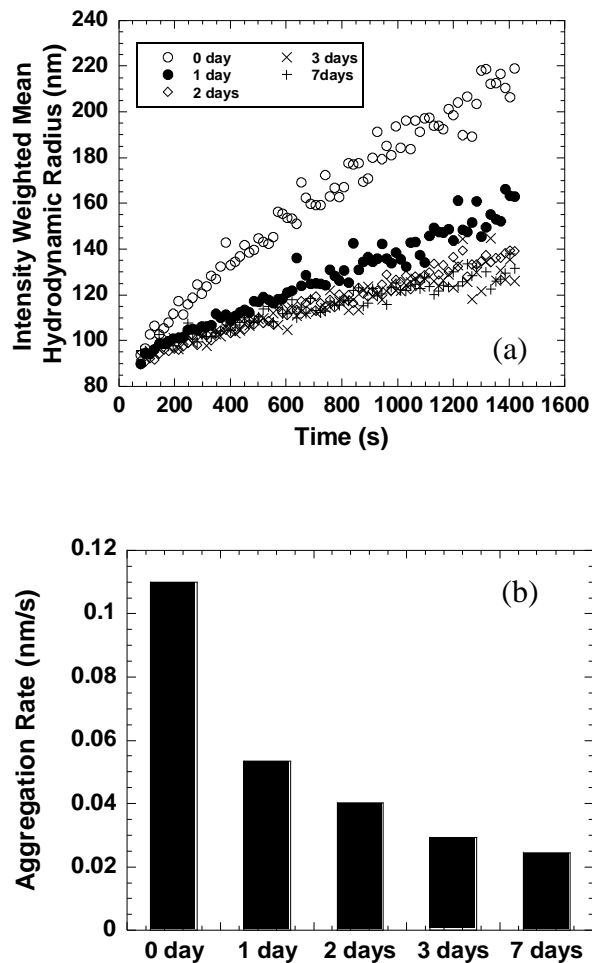 240
220
200
180
160
140
120
100
80
Intensity Weighted Mean
Hydrodynamic Radius (nm)
0 day
1 day
2 days
3 days
7days
(a)
0 200 400 600 800 1000 1200 1400 1600
Time (s)
0.12
0.1
0.08
0.06
0.04
0.02
0
Aggregation Rate (nm/s)
(b)
0 day 1 day 2 days 3 days 7 days